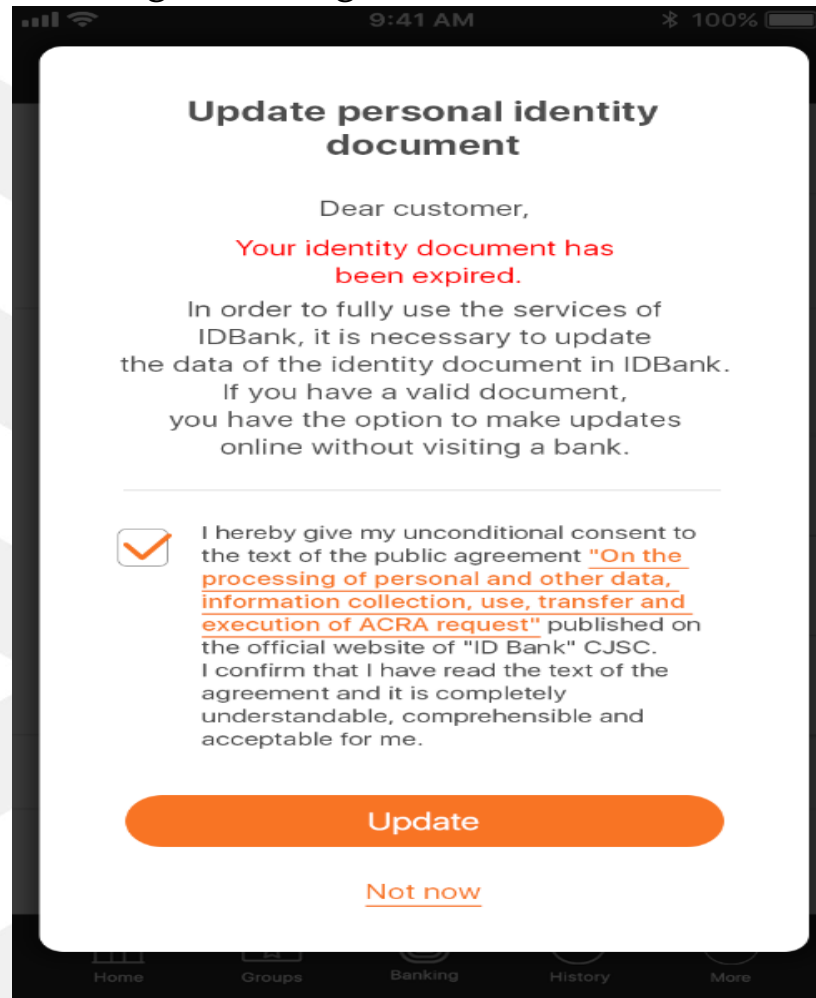 9:41 AM
100%
Update personal identity
document
Dear customer,
Your identity document has
been expired.
In order to fully use the services of
IDBank, it is necessary to update
the data of the identity document in IDBank.
If you have a valid document,
you have the option to make updates
online without visiting a bank.
I hereby give my unconditional consent to
the text of the public agreement "On the
processing of personal and other data,
information collection, use, transfer and
execution of ACRA request" published on
the official website of "ID Bank" CJSC.
I confirm that I have read the text of the
agreement and it is completely
understandable, comprehensible and
acceptable for me.
Update
Not now
Home Groups Banking History More